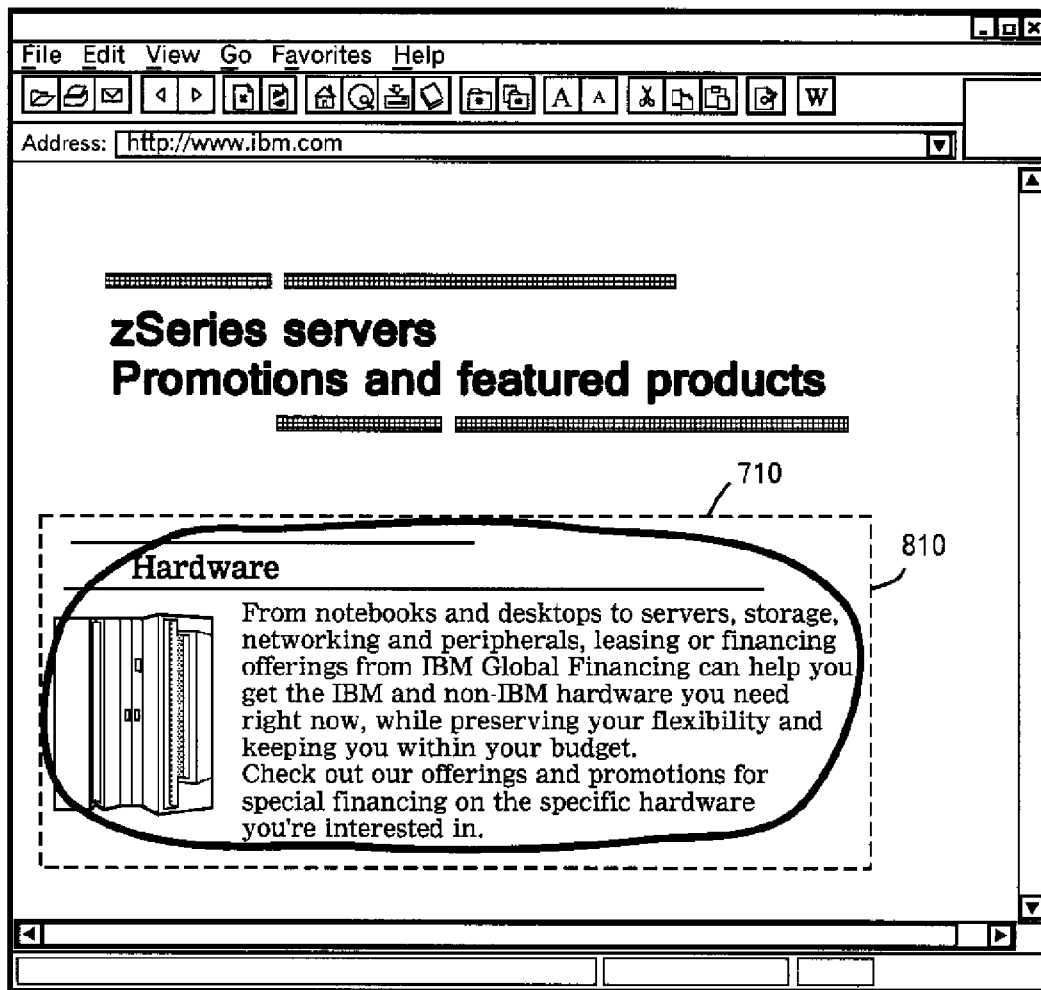 File Edit View Go Favorites Help
A A W
Address: http://www.ibm.com
zSeries servers
Promotions and featured products
710
810
Hardware
From notebooks and desktops to servers, storage,
networking and peripherals, leasing or financing
offerings from IBM Global Financing can help you
get the IBM and non-IBM hardware you need
right now, while preserving your flexibility and
keeping you within your budget.
Check out our offerings and promotions for
special financing on the specific hardware
you're interested in.